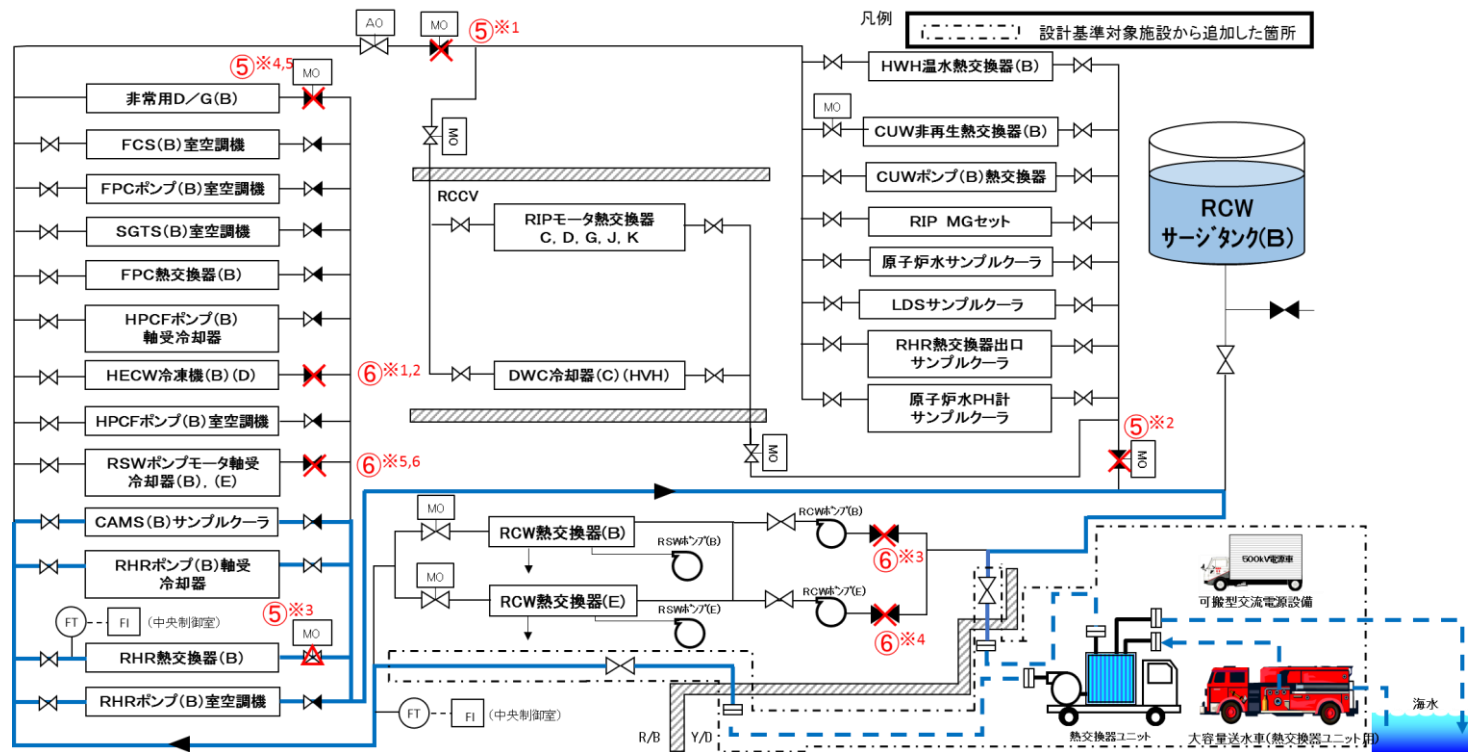 凡例
設計基準対象施設から追加した箇所
AO
MO
⑤※1
⑤※4,5
MO
非常用D/G(B)
FCS(B)室空調機
FPCポンプ(B)室空調機
SGTS(B)室空調機
FPC熱交換器(B)
HPCFポンプ(B)
軸受冷却器
HECW冷凍機(B)(D)
⑥※1,2
HPCFポンプ(B)室空調機
RSWポンプモータ軸受
冷却器(B),(E)
⑥※5,6
CAMS(B)サンプルクーラ
RHRポンプ(B)軸受
冷却器
⑤※3
MO
FT
FI
(中央制御室)
RHR熱交換器(B)
RHRポンプ(B)室空調機
MO
RCCV
RIPモータ熱交換器
C, D, G, J, K
DWC冷却器(C)(HVH)
MO
HWH温水熱交換器(B)
MO
CUW非再生熱交換器(B)
CUWポンプ(B)熱交換器
RIP MGセット
原子炉水サンプルクーラ
LDSサンプルクーラ
RHR熱交換器出口
サンプルクーラ
原子炉水PH計
サンプルクーラ
⑤※2
MO
RCW
サージタンク(B)
MO
RCW熱交換器(B)
RSWポンプ(B)
RCWポンプ(B)
⑥※3
MO
RCW熱交換器(E)
RSWポンプ(E)
RCWポンプ(E)
⑥※4
FT
FI
(中央制御室)
R/B
Y/D
500kV電源車
可搬型交流電源設備
熱交換器ユニット
大容量送水車(熱交換器ユニット用)
海水